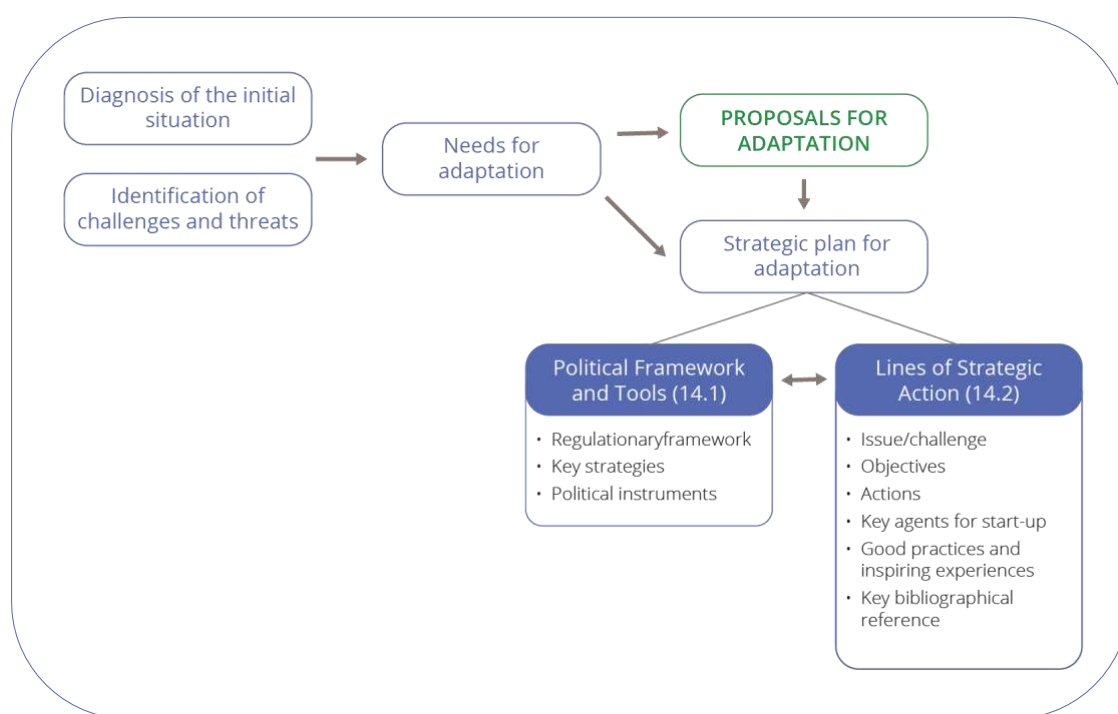 Diagnosis of the initial
situation
Identification of
challenges and threats
Needs for
adaptation
PROPOSALS FOR
ADAPTATION
Strategic plan for
adaptation
Political Framework
and Tools (14.1)
• Regulationaryframework
• Key strategies
• Political instruments
Lines of Strategic
Action (14.2)
• Issue/challenge
• Objectives
• Actions
• Key agents for start-up
• Good practices and
inspiring experiences
• Key bibliographical
reference